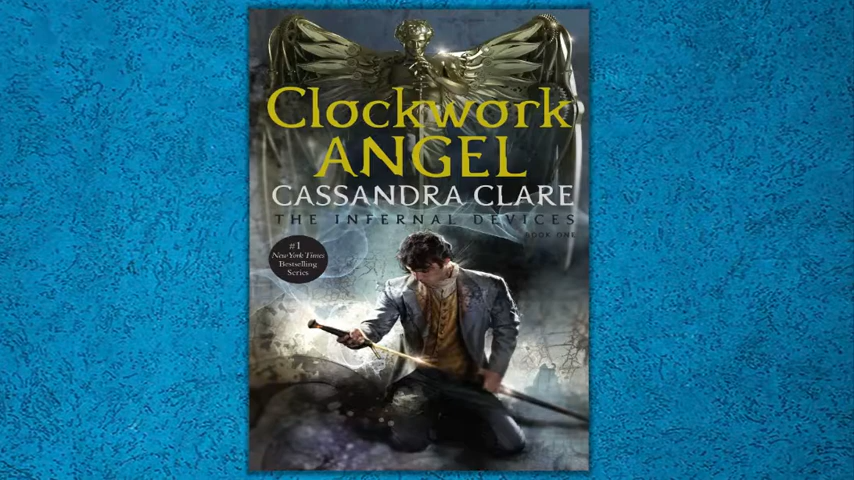 Clockwork
ANGEL
CASSANDRA CLARE
THE INFERNAL DEVICES
BOOK ONE
#1
New York Times
Bestselling
Series